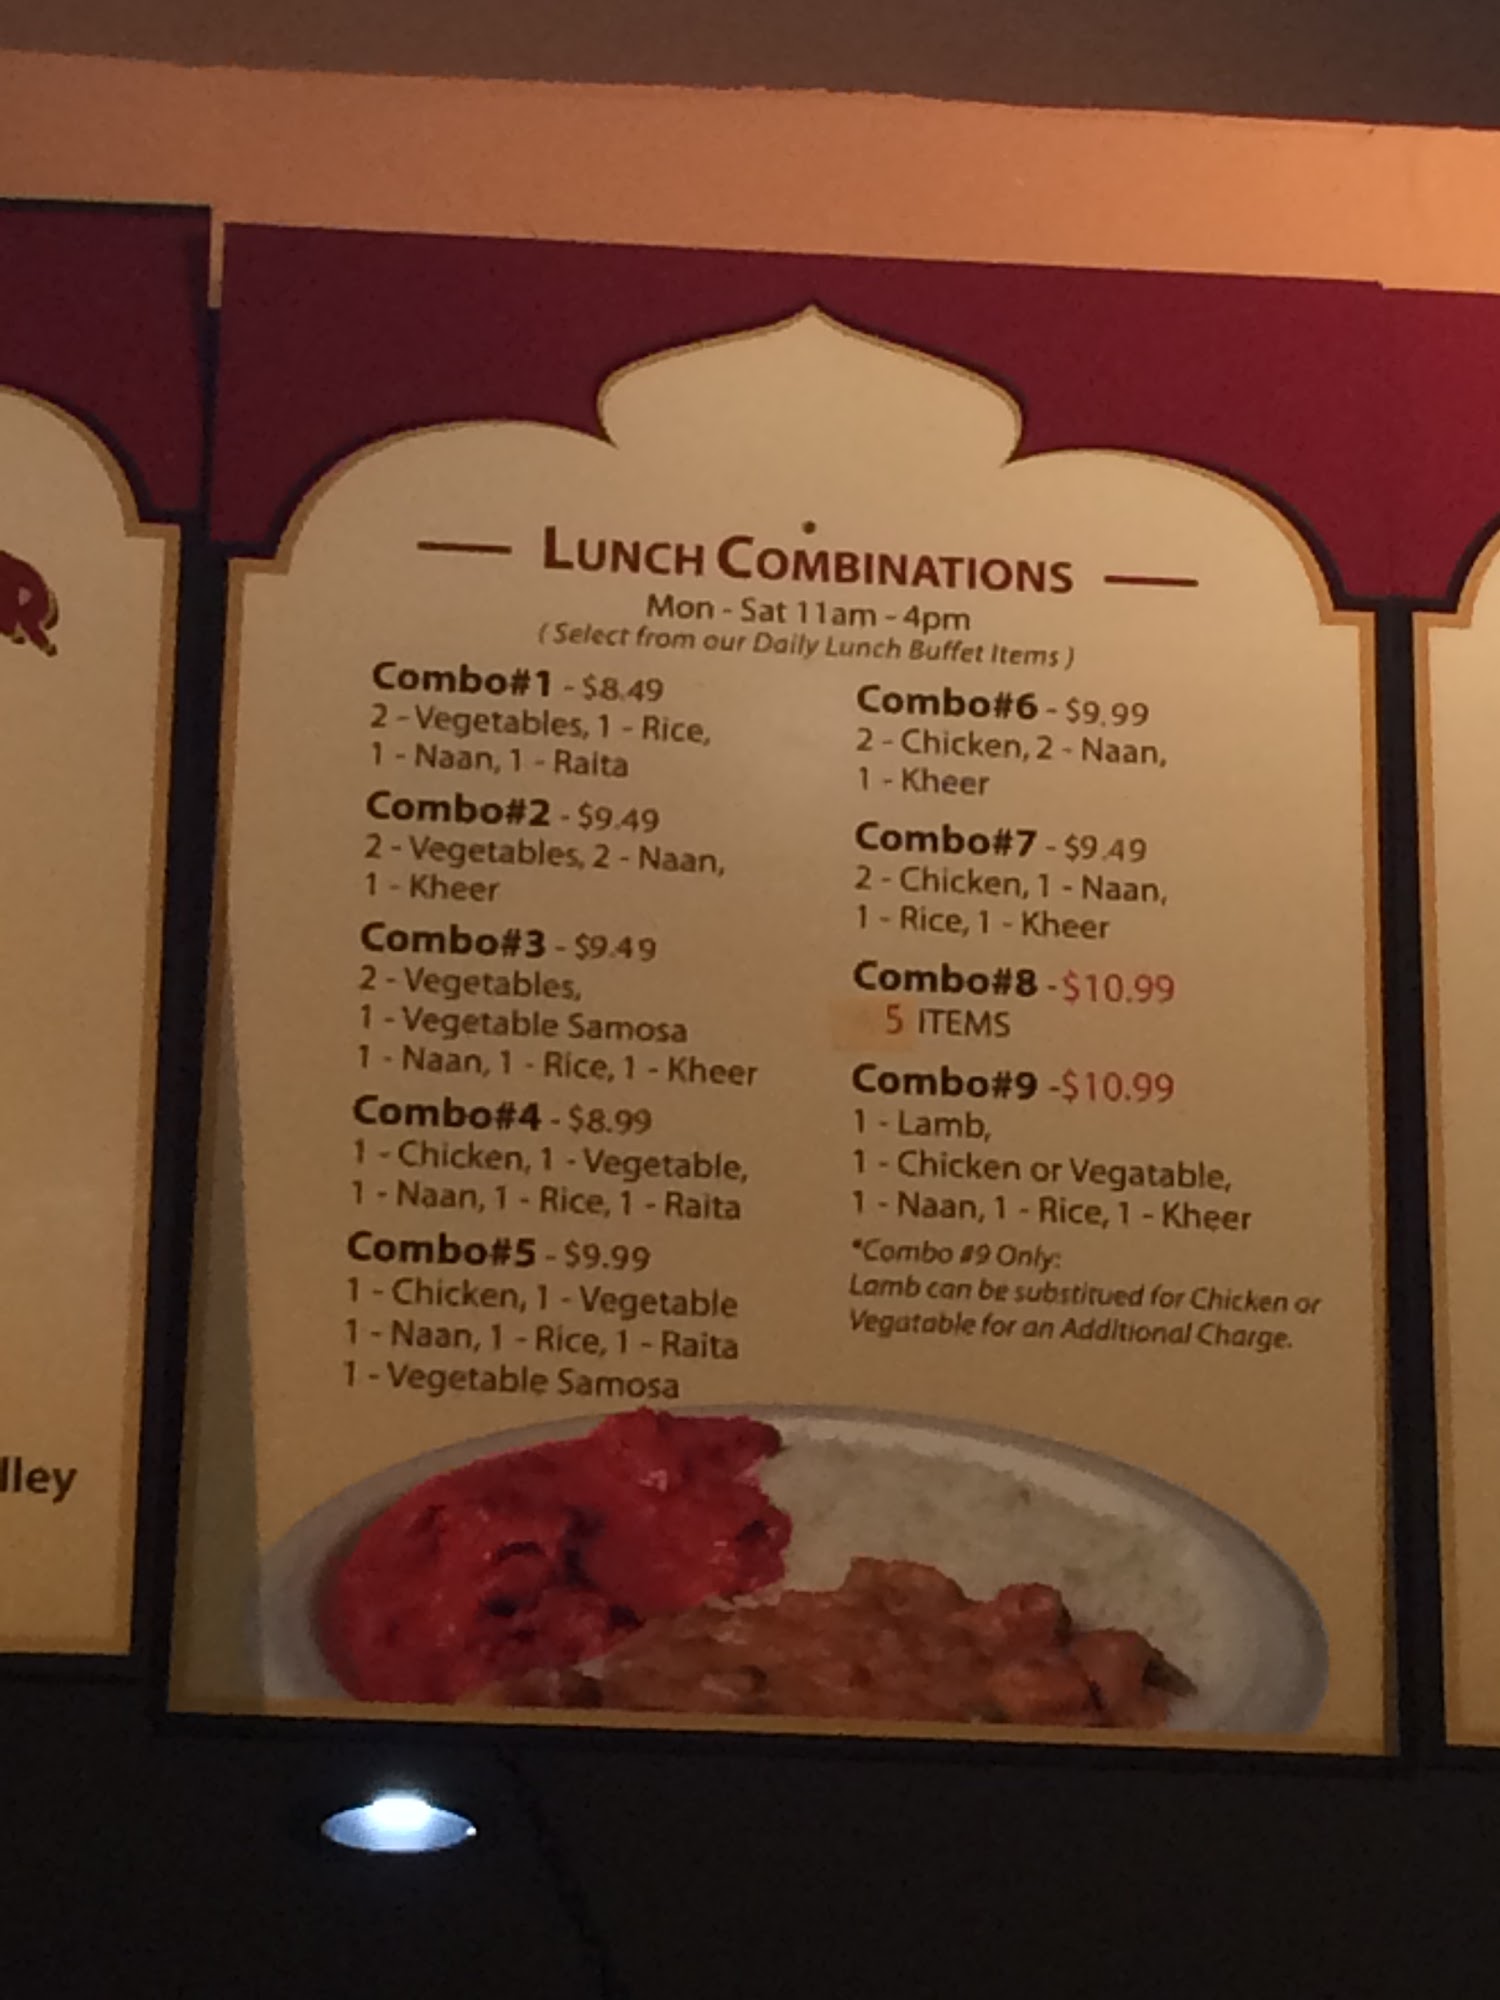 R
lley
— LUNCH COMBINATIONS —
Mon - Sat 11am - 4pm
( Select from our Daily Lunch Buffet Items )
Combo#1 - $8.49
2 - Vegetables, 1 - Rice,
1 - Naan, 1 - Raita
Combo#2 - $9.49
2 - Vegetables, 2 - Naan,
1 - Kheer
Combo#3 - $9.49
2 - Vegetables,
1 - Vegetable Samosa
1 - Naan, 1 - Rice, 1 - Kheer
Combo#4 - $8.99
1 - Chicken, 1 - Vegetable,
1 - Naan, 1 - Rice, 1 - Raita
Combo#5 - $9.99
1 - Chicken, 1 - Vegetable
1 - Naan, 1 - Rice, 1 - Raita
1 - Vegetable Samosa
Combo#6 - $9.99
2 - Chicken, 2 - Naan,
1 - Kheer
Combo#7 - $9.49
2 - Chicken, 1 - Naan,
1 - Rice, 1 - Kheer
Combo#8 -$10.99
5 ITEMS
Combo#9 -$10.99
1 - Lamb,
1 - Chicken or Vegatable,
1 - Naan, 1 - Rice, 1 - Kheer
*Combo #9 Only:
Lamb can be substitued for Chicken or
Vegatable for an Additional Charge.